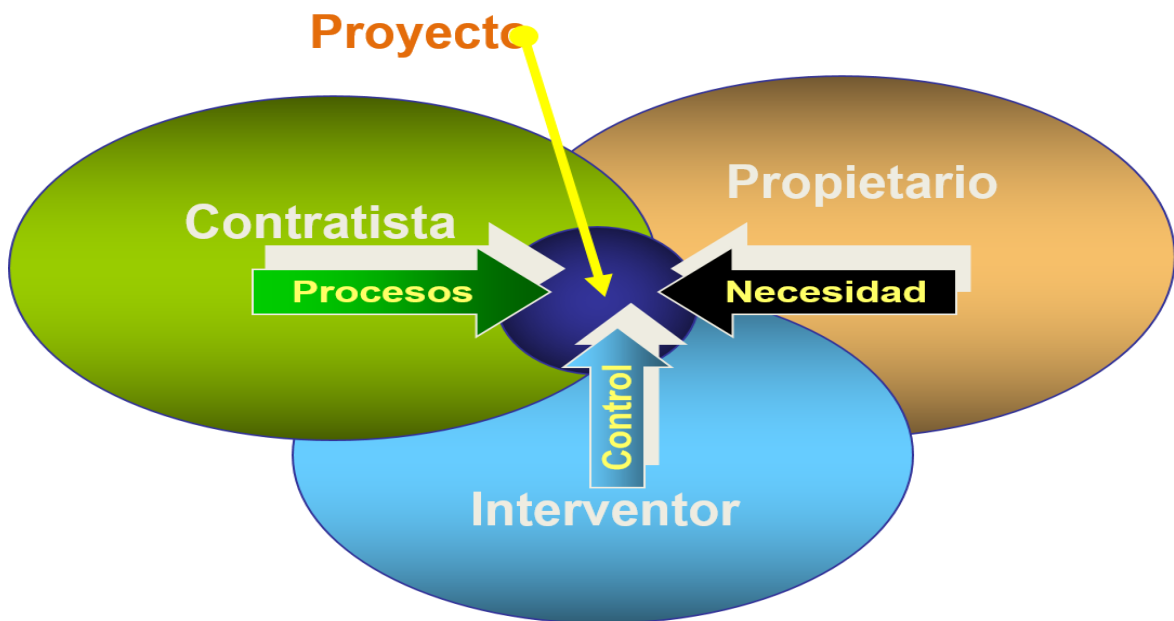 Proyecto
Propietario
Contratista
Procesos
Necesidad
Control
Interventor